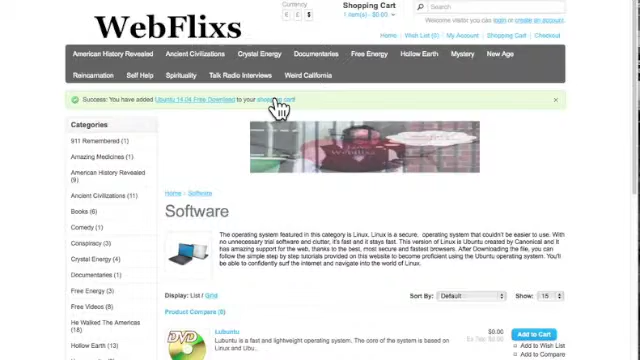 WebFlixs
Currency
€ £ $
Shopping Cart
1 item(s) - $0.00
Search
Welcome visitor you can login or create an account.
Home Wish List (0) My Account Shopping Cart Checkout
American History Revealed Ancient Civilizations Crystal Energy Documentaries Free Energy Hollow Earth Mystery New Age
Reincarnation Self Help Spirituality Talk Radio Interviews Weird California
Success: You have added Ubuntu 14.04 Free Download to your shopping cart!
Categories
911 Remembered (1)
Amazing Medicines (1)
American History Revealed
(9)
Ancient Civilizations (11)
Books (6)
Comedy (1)
Conspiracy (3)
Crystal Energy (4)
Documentaries (1)
Free Energy (3)
Free Videos (8)
He Walked The Americas
(18)
Hollow Earth (13)
WEBFLIXS
Home » Software
Software
The operating system featured in this category is Linux. Linux is a secure, operating system that couldn't be easier to use. With
no unnecessary trial software and clutter, it's fast and it stays fast. This version of Linux is Ubuntu created by Canonical and it
has amazing support for the web, thanks to the best, most secure and fastest browsers. After Downloading the file, you can
follow the simple step by step tutorials provided on this website to become proficient using the Ubuntu operating system. You'll
be able to confidently surf the internet and navigate into the world of Linux.
Display: List / Grid
Sort By: Default
Show: 15
Product Compare (0)
DVD
Lubuntu
Lubuntu is a fast and lightweight operating system. The core of the system is based on
Linux and Ubu..
$0.00
Ex Tax: $0.00
Add to Cart
Add to Wish List
Add to Compare